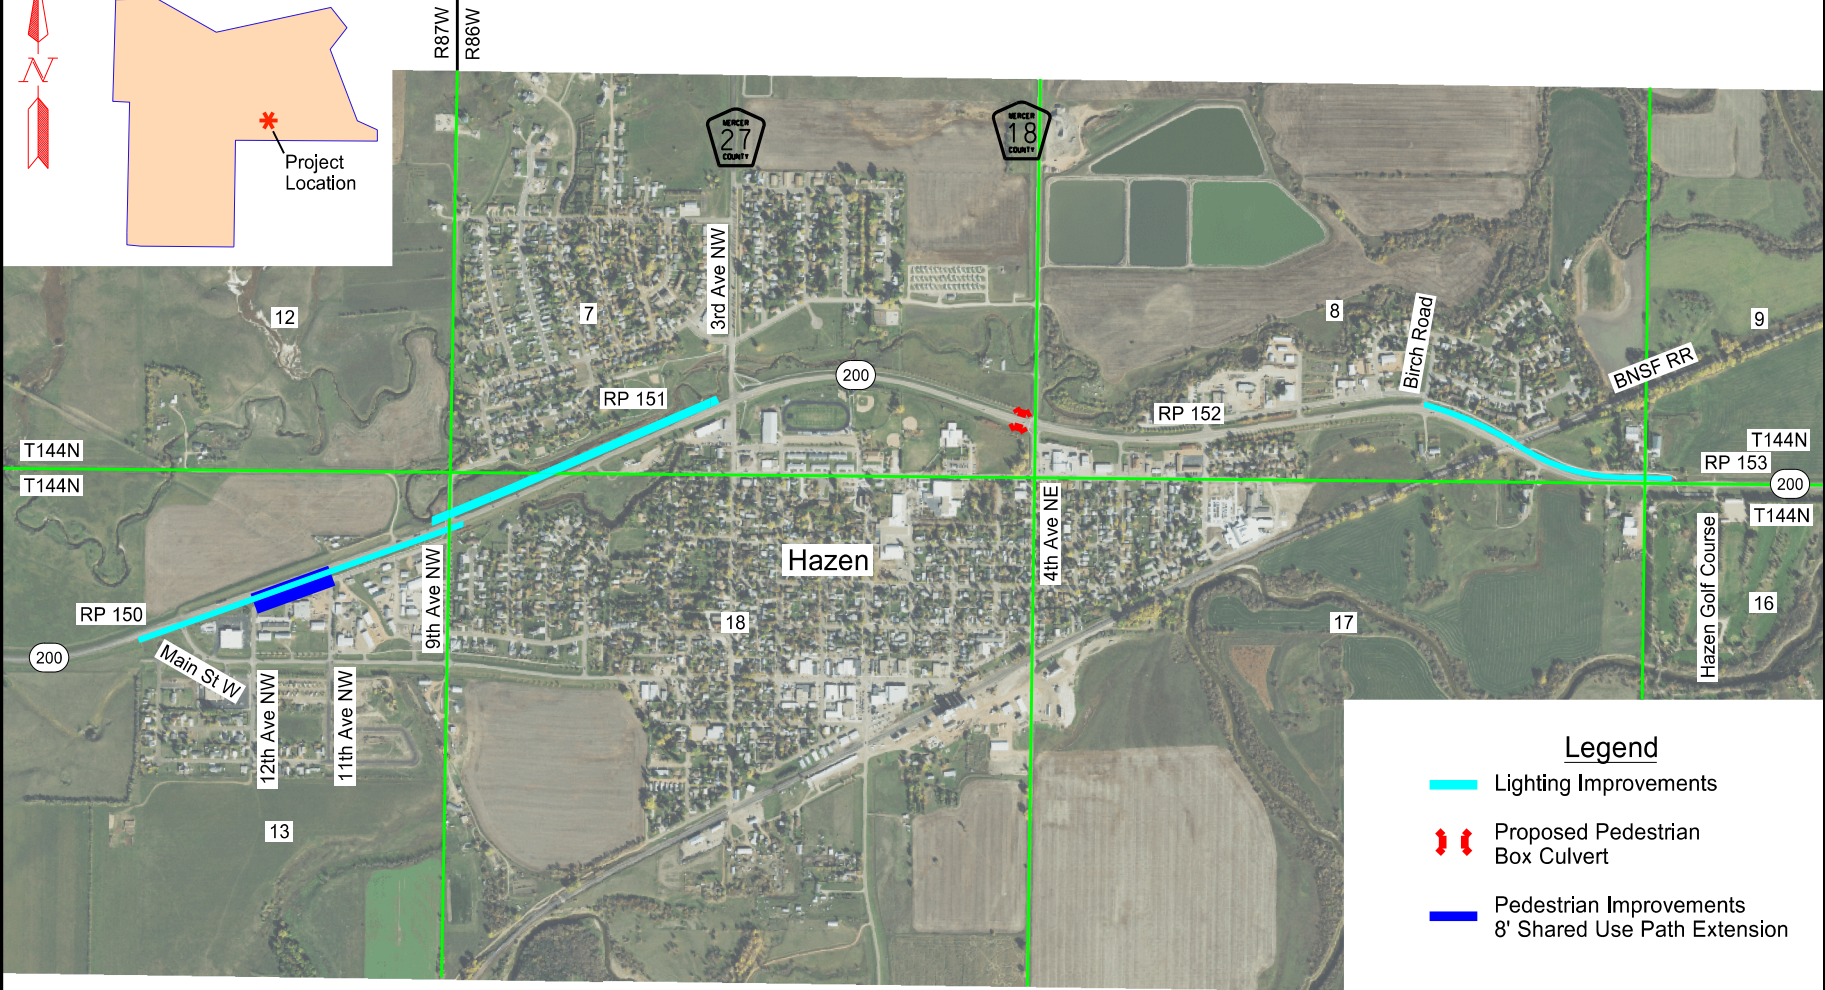 N
Project
Location
R87W
R86W
MERCER
27
COUNTY
MERCER
18
COUNTY
3rd Ave NW
12
7
8
9
Birch Road
BNSF RR
200
RP 151
RP 152
T144N
T144N
T144N
RP 153
200
T144N
4th Ave NE
Hazen
9th Ave NW
RP 150
18
17
16
Hazen Golf Course
200
Main St W
12th Ave NW
11th Ave NW
13
Legend
Lighting Improvements
Proposed Pedestrian
Box Culvert
Pedestrian Improvements
8' Shared Use Path Extension